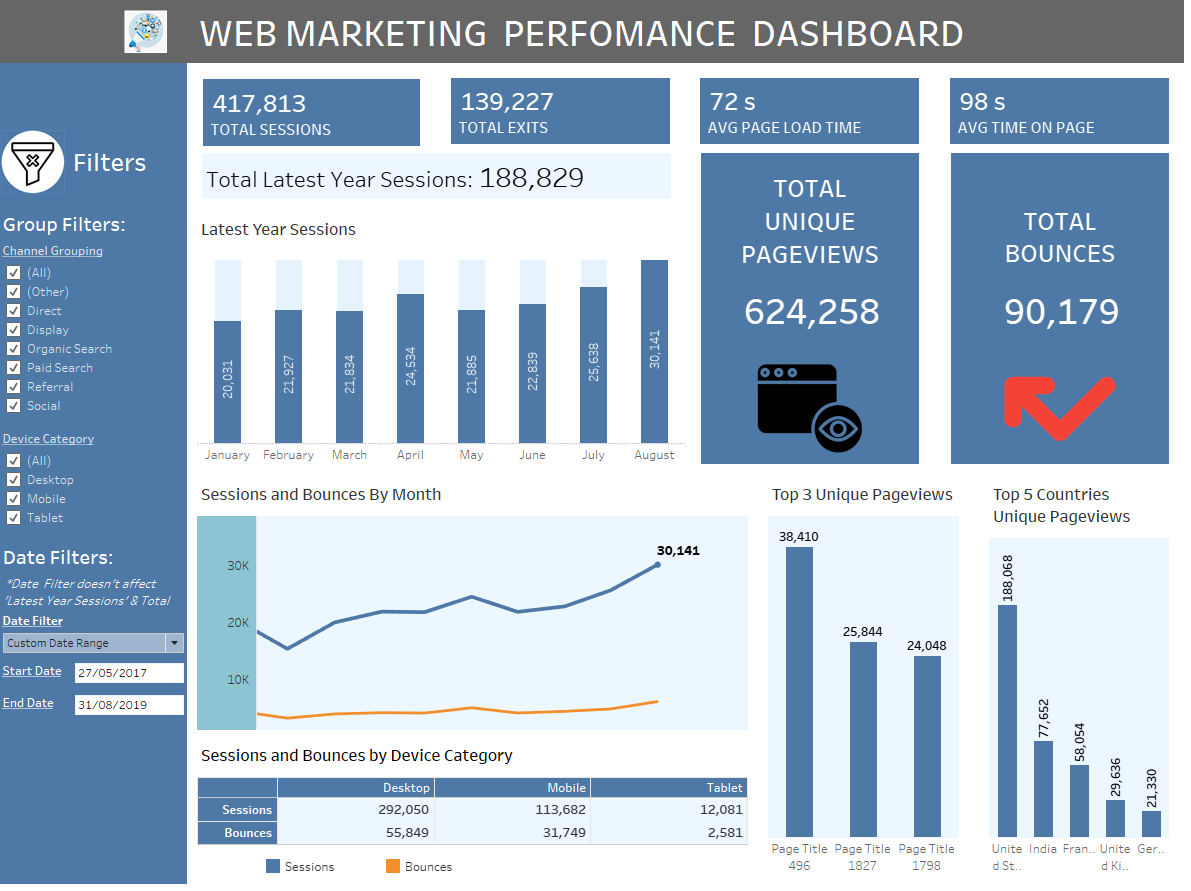 WEB MARKETING PERFOMANCE DASHBOARD
Filters
Group Filters:
Channel Grouping
(All)
(Other)
Direct
Display
Organic Search
Paid Search
Referral
Social
Device Category
(All)
Desktop
Mobile
Tablet
Date Filters:
*Date Filter doesn't affect
'Latest Year Sessions' & Total
Date Filter
Custom Date Range
Start Date 27/05/2017
End Date 31/08/2019
417,813
TOTAL SESSIONS
139,227
TOTAL EXITS
72 s
AVG PAGE LOAD TIME
98 s
AVG TIME ON PAGE
Total Latest Year Sessions: 188,829
Latest Year Sessions
20,031
21,927
21,834
24,534
21,885
22,839
25,638
30,141
January February March April May June July August
TOTAL
UNIQUE
PAGEVIEWS
624,258
TOTAL
BOUNCES
90,179
Sessions and Bounces By Month
30,141
30K
20K
10K
Sessions and Bounces by Device Category
Desktop Mobile Tablet
Sessions 292,050 113,682 12,081
Bounces 55,849 31,749 2,581
Sessions Bounces
Top 3 Unique Pageviews
38,410
25,844
24,048
Page Title Page Title Page Title
496 1827 1798
Top 5 Countries
Unique Pageviews
188,068
77,652
58,054
29,636
21,330
Unite India Fran.. Unite Ger..
d St.. d Ki..